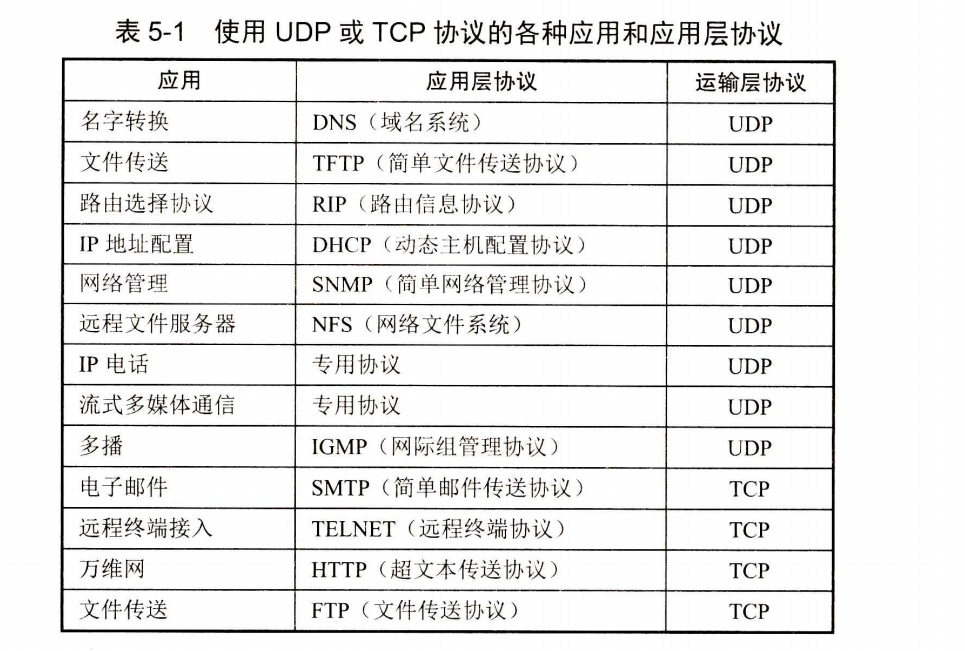 表 5-1 使用 UDP 或 TCP 协议的各种应用和应用层协议
应用 应用层协议 运输层协议
名字转换 DNS（域名系统） UDP
文件传送 TFTP（简单文件传送协议） UDP
路由选择协议 RIP（路由信息协议） UDP
IP 地址配置 DHCP（动态主机配置协议） UDP
网络管理 SNMP（简单网络管理协议） UDP
远程文件服务器 NFS（网络文件系统） UDP
IP 电话 专用协议 UDP
流式多媒体通信 专用协议 UDP
多播 IGMP（网际组管理协议） UDP
电子邮件 SMTP（简单邮件传送协议） TCP
远程终端接入 TELNET（远程终端协议） TCP
万维网 HTTP（超文本传送协议） TCP
文件传送 FTP（文件传送协议） TCP